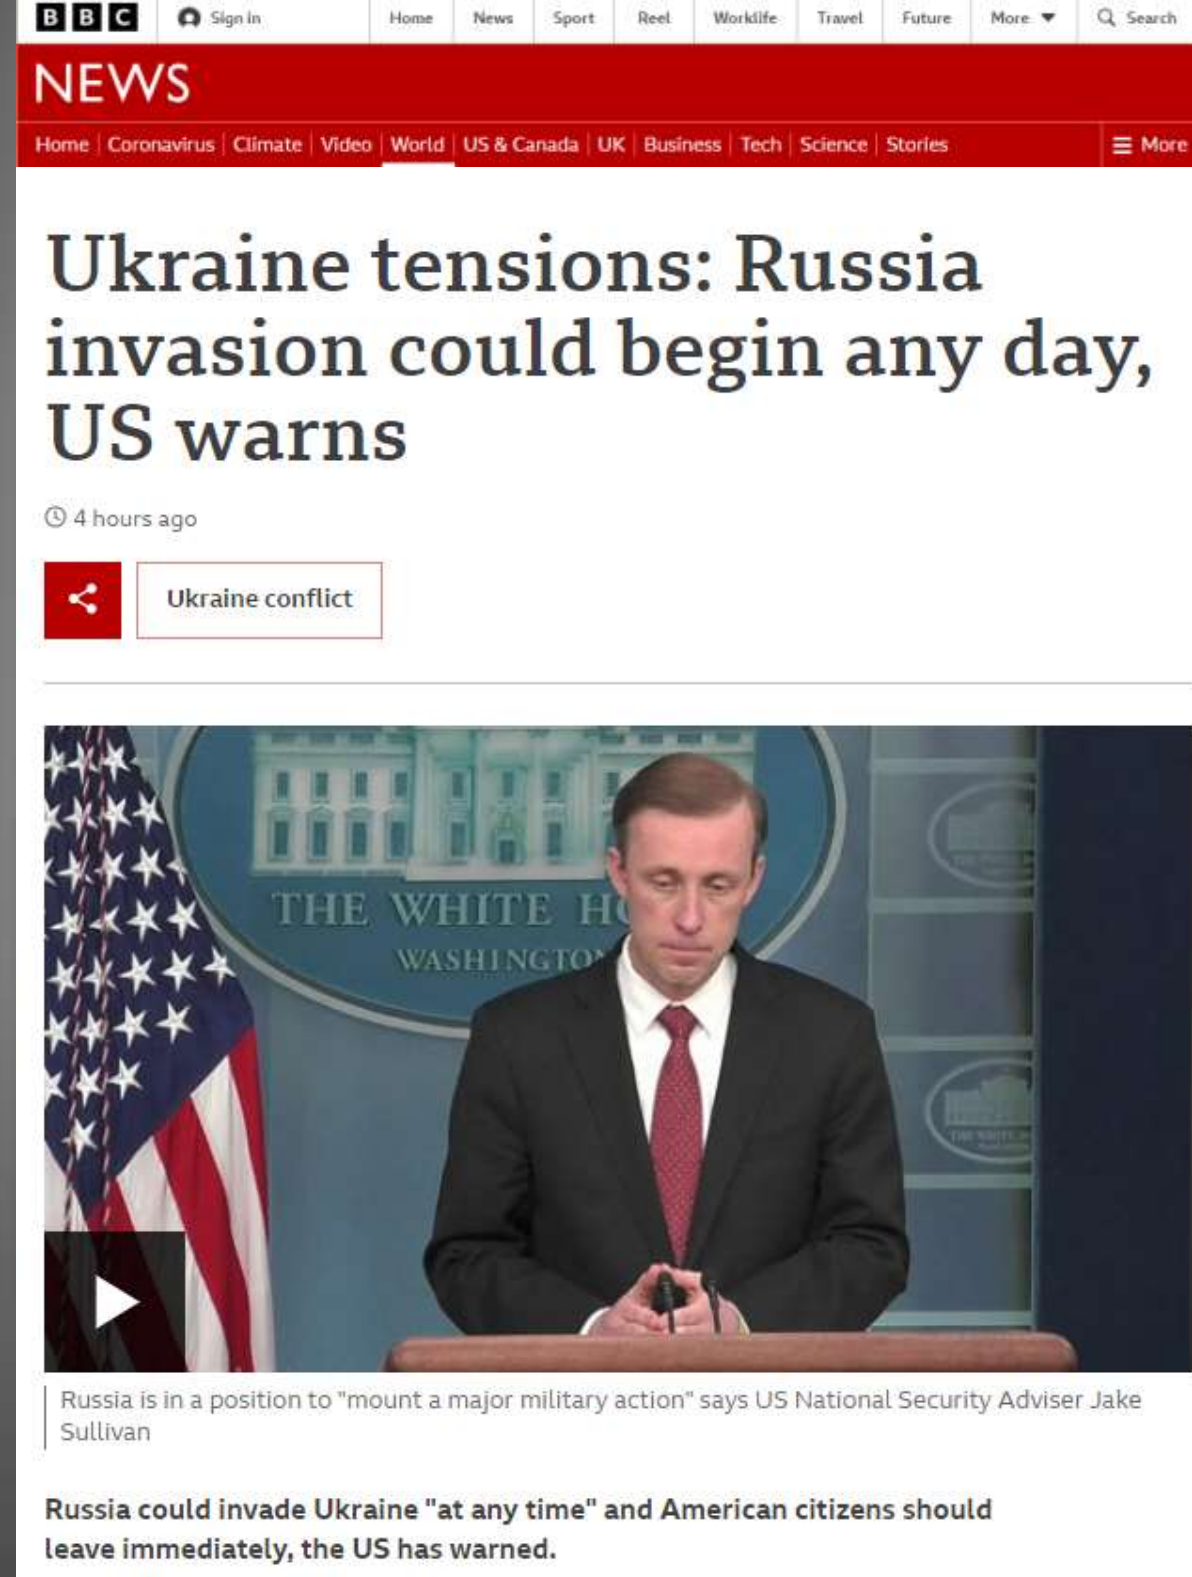 BBC
Sign in
Home
News
Sport
Reel
Worklife
Travel
Future
More
Search
NEWS
Home
Coronavirus
Climate
Video
World
US & Canada
UK
Business
Tech
Science
Stories
More
Ukraine tensions: Russia
invasion could begin any day,
US warns
4 hours ago
Ukraine conflict
THE WHITE HO
WASHINGTON
Russia is in a position to "mount a major military action" says US National Security Adviser Jake
Sullivan
Russia could invade Ukraine "at any time" and American citizens should
leave immediately, the US has warned.